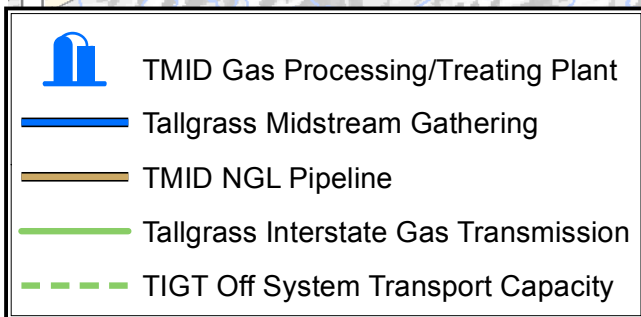 TMID Gas Processing/Treating Plant
Tallgrass Midstream Gathering
TMID NGL Pipeline
Tallgrass Interstate Gas Transmission
TIGT Off System Transport Capacity